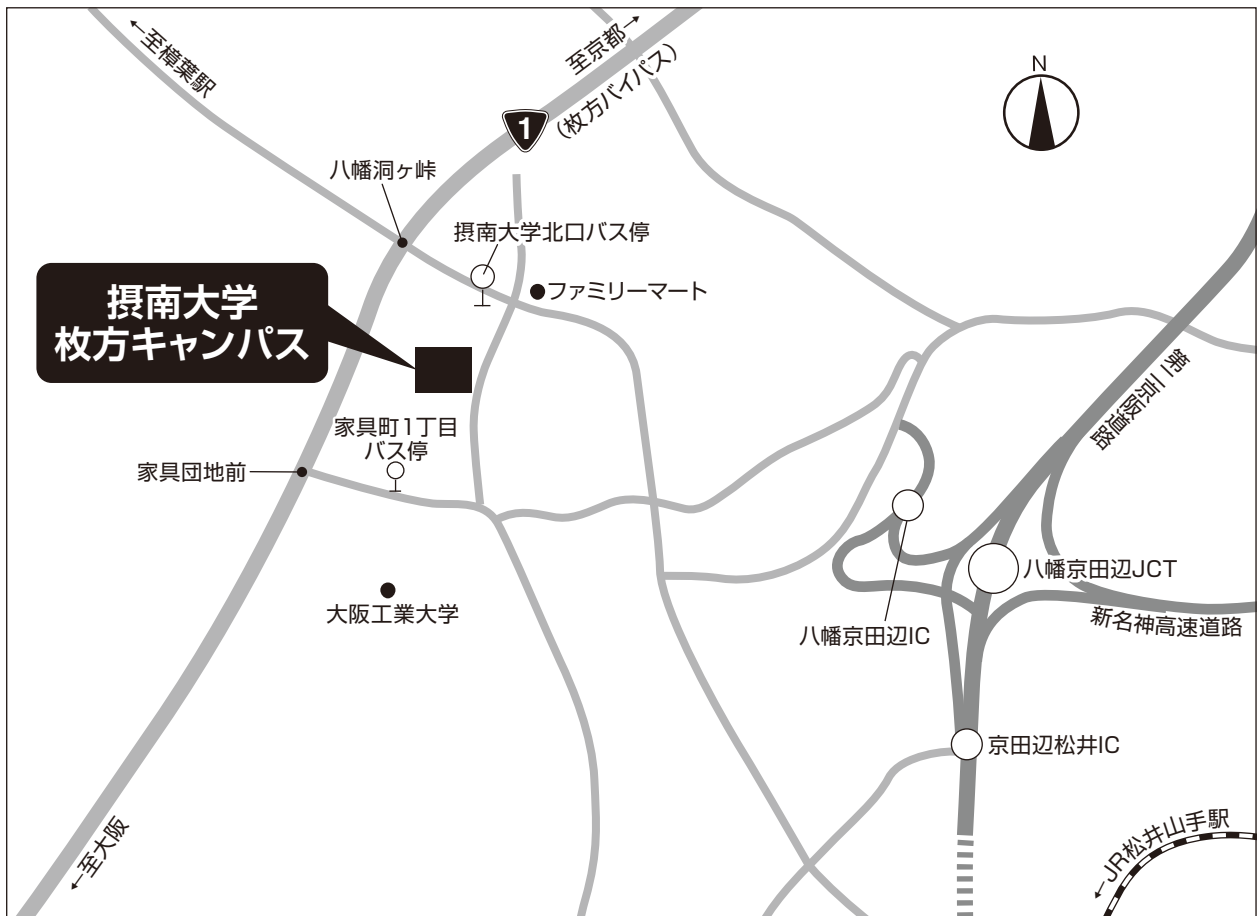 ←至樟葉駅
至京都→
(枚方バイパス)
N
1
八幡洞ヶ峠
摂南大学北口バス停
ファミリーマート
摂南大学
枚方キャンパス
第二京阪道路
家具町1丁目
バス停
家具団地前
八幡京田辺JCT
大阪工業大学
八幡京田辺IC
新名神高速道路
京田辺松井IC
←至大阪
←JR松井山手駅